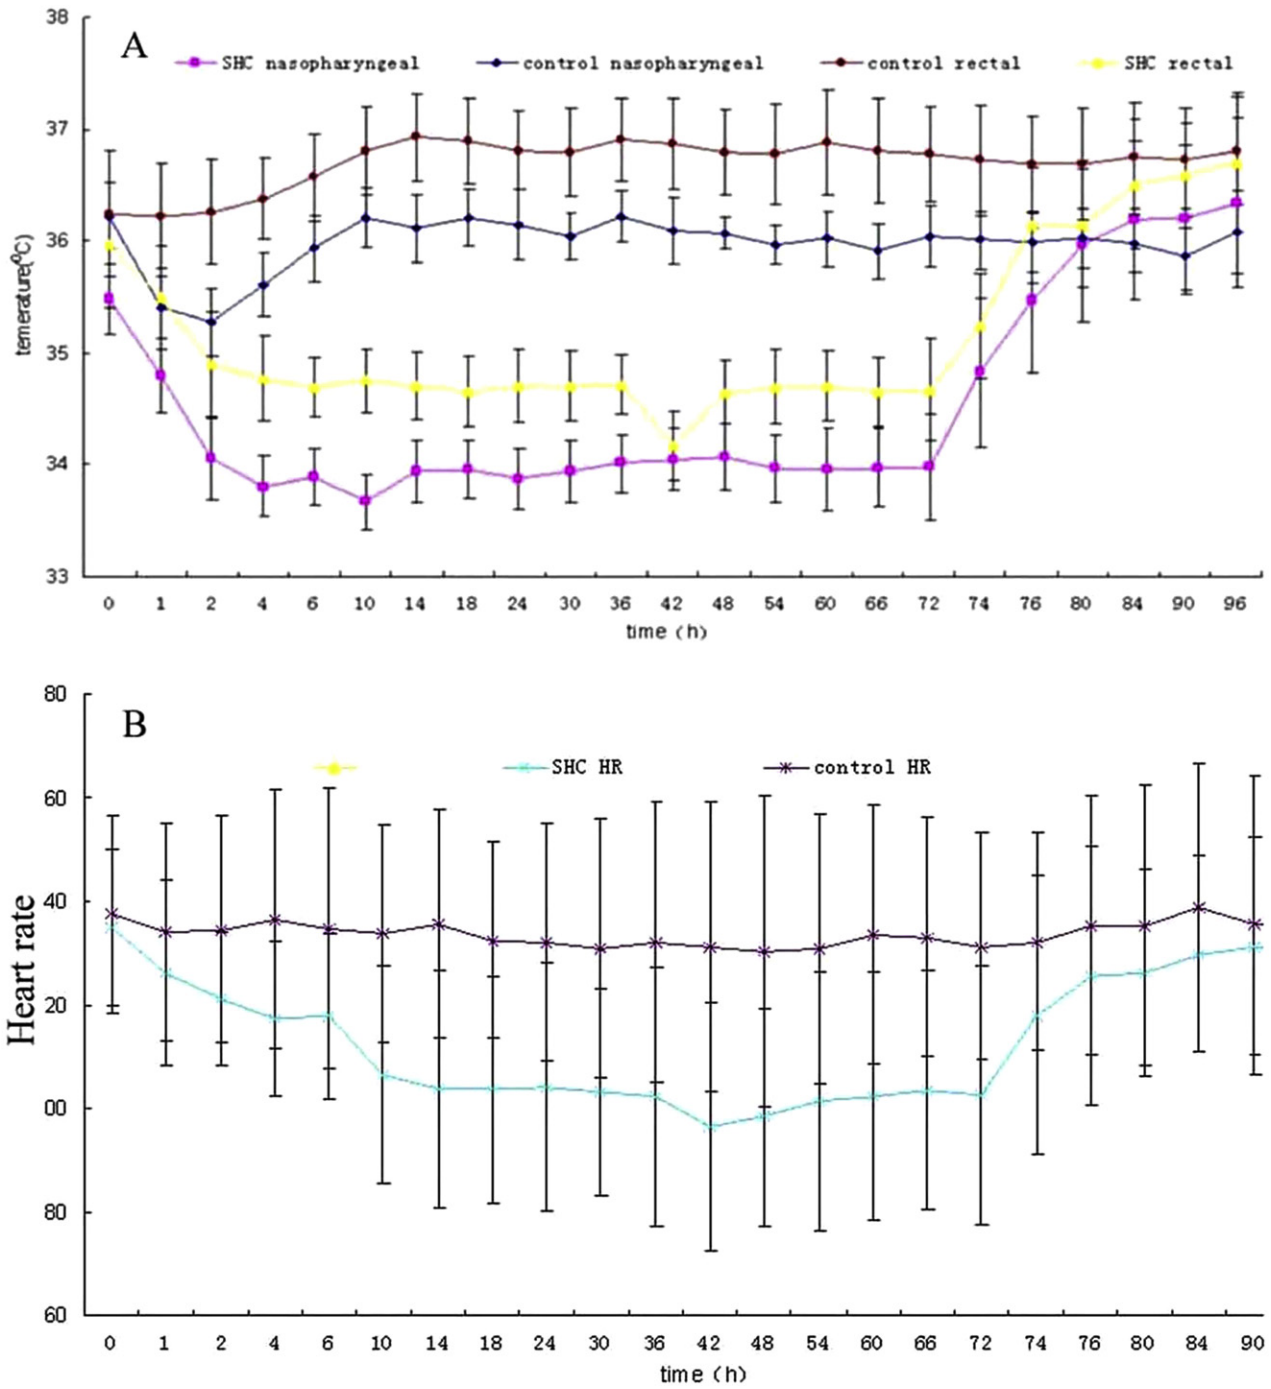 38
A
SHC nasopharyngeal control nasopharyngeal control rectal SHC rectal
37
36
35
34
33
temerature(⁰C)
0 1 2 4 6 10 14 18 24 30 36 42 48 54 60 66 72 74 76 80 84 90 96
time (h)
80
B
SHC HR control HR
60
40
20
00
80
60
Heart rate
0 1 2 4 6 10 14 18 24 30 36 42 48 54 60 66 72 74 76 80 84 90
time (h)